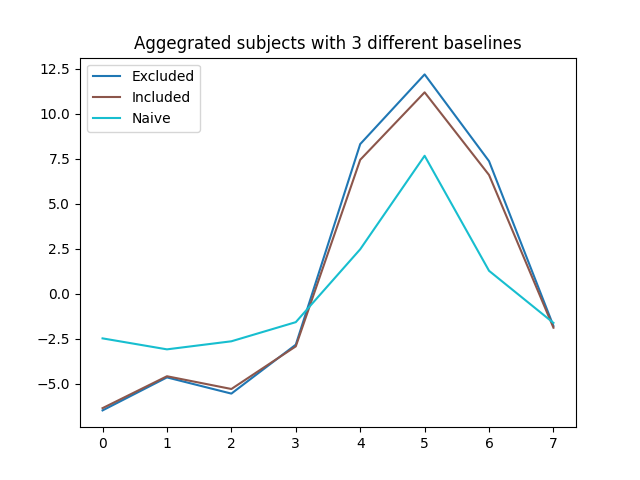 Aggegrated subjects with 3 different baselines
12.5
10.0
7.5
5.0
2.5
0.0
−2.5
−5.0
Excluded
Included
Naive
0 1 2 3 4 5 6 7